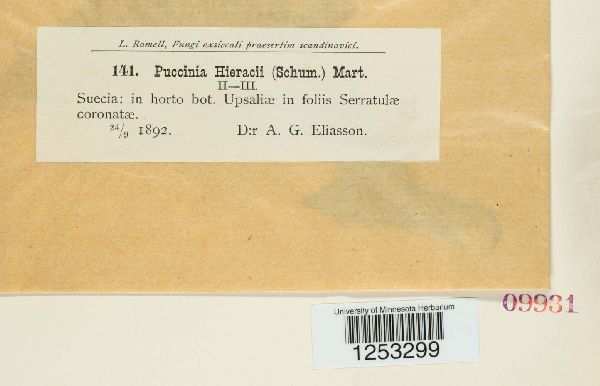 L. Romell, Fungi exsiccati praesertim scandinavici.
141. Puccinia Hieracii (Schum.) Mart.
II—III.
Suecia: in horto bot. Upsaliæ in foliis Serratulæ
coronatæ.
24/9 1892. D:r A. G. Eliasson.
09931
University of Minnesota Herbarium
1253299